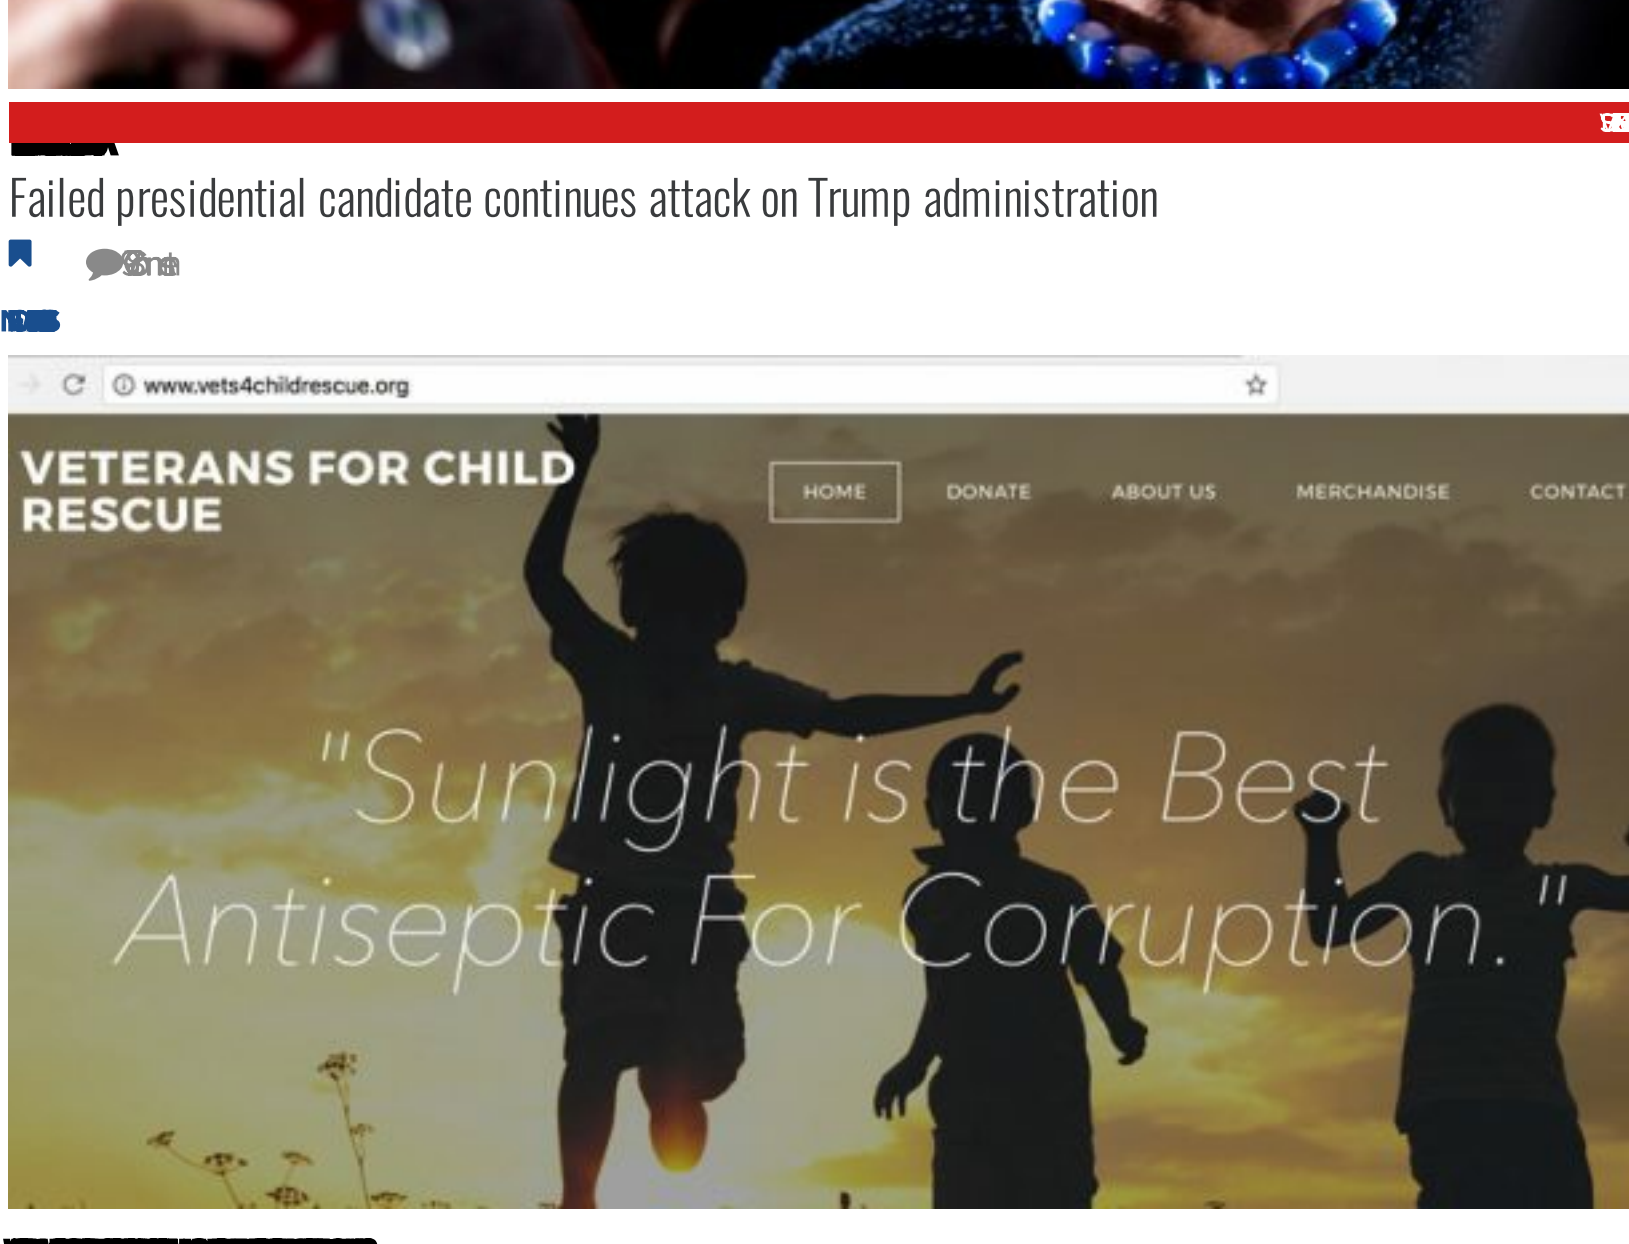 Failed presidential candidate continues attack on Trump administration
www.vets4childrescue.org
VETERANS FOR CHILD
RESCUE
HOME DONATE ABOUT US MERCHANDISE CONTACT
"Sunlight is the Best
Antiseptic For Corruption."